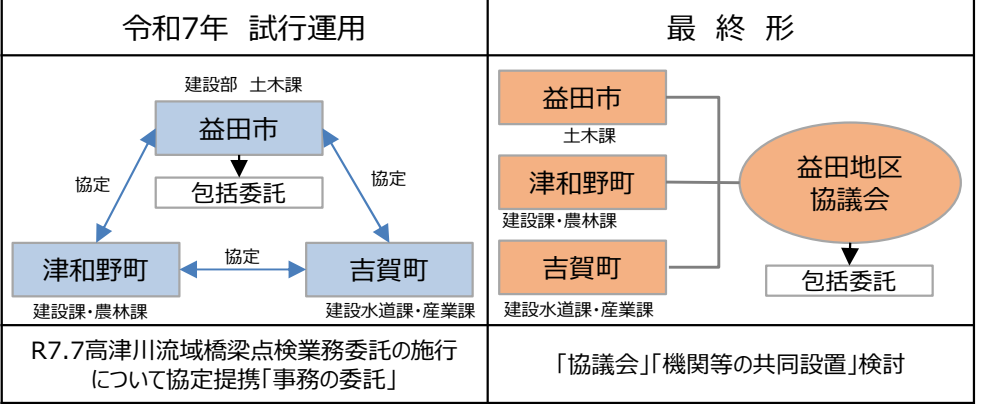 令和7年 試行運用
建設部 土木課
益田市
協定
包括委託
協定
津和野町
協定
吉賀町
建設課・農林課
建設水道課・産業課
R7.7高津川流域橋梁点検業務委託の施行
について協定提携「事務の委託」
最 終 形
益田市
土木課
津和野町
建設課・農林課
吉賀町
建設水道課・産業課
益田地区
協議会
包括委託
「協議会」「機関等の共同設置」検討